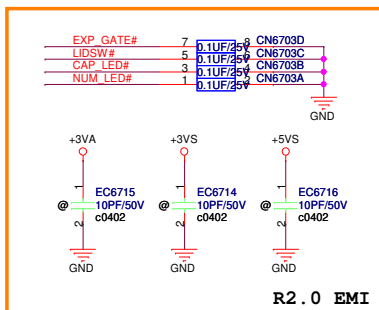 EXP_GATE# 7 0.1UF/25V 8 CN6703D
LIDSW# 5 0.1UF/25V 6 CN6703C
CAP_LED# 3 0.1UF/25V 4 CN6703B
NUM_LED# 1 0.1UF/25V 2 CN6703A
GND
+3VA +3VS +5VS
1 EC6715 1 EC6714 1 EC6716
@ 10PF/50V @ 10PF/50V @ 10PF/50V
2 c0402 2 c0402 2 c0402
GND GND GND
R2.0 EMI